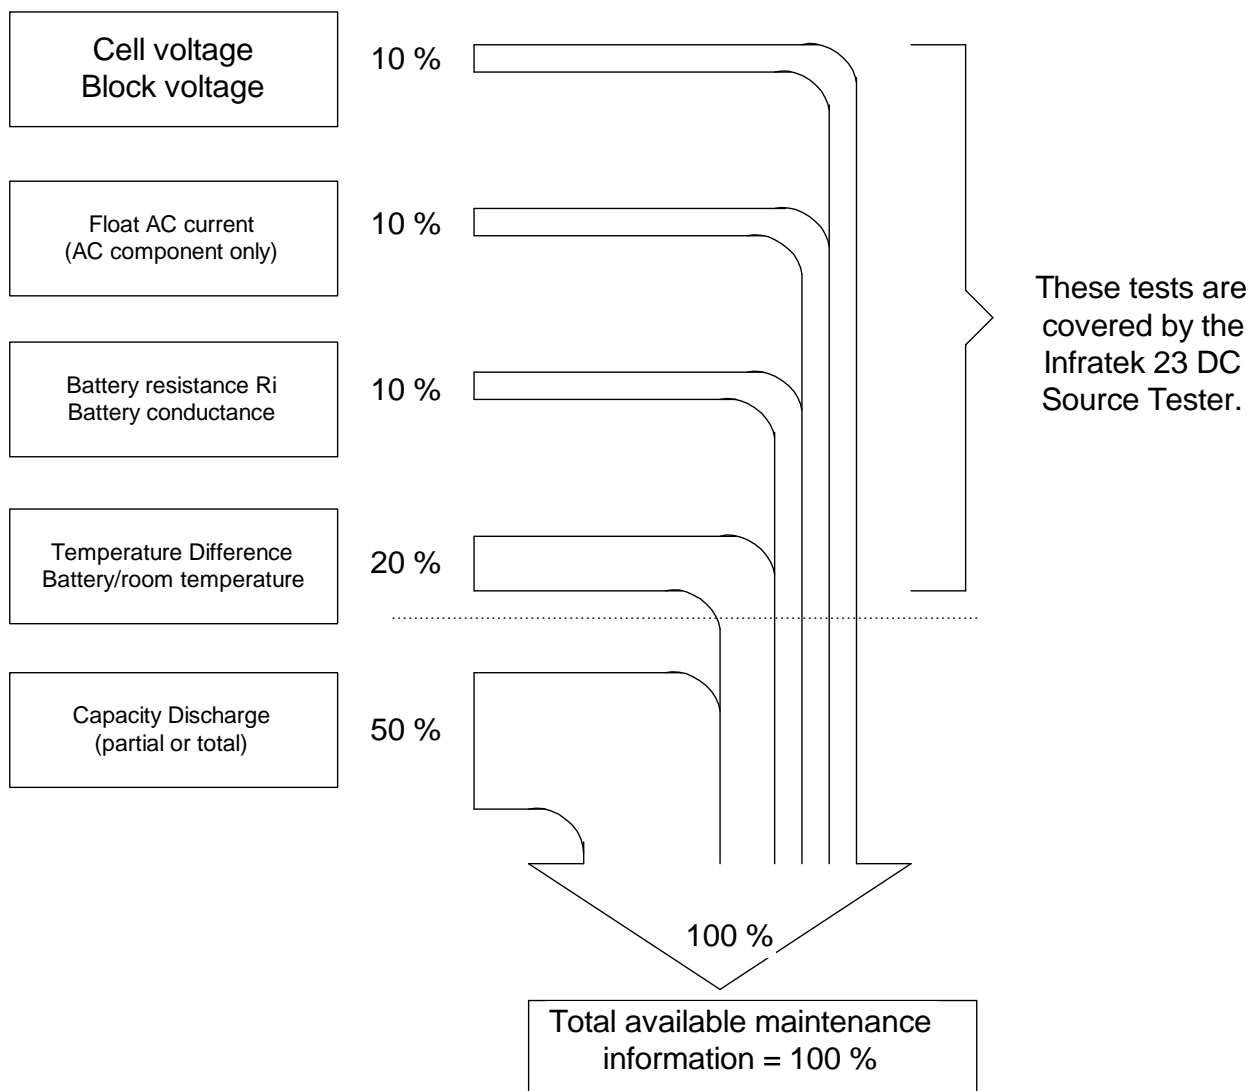 Cell voltage
Block voltage
10 %
Float AC current
(AC component only)
10 %
Battery resistance Ri
Battery conductance
10 %
Temperature Difference
Battery/room temperature
20 %
Capacity Discharge
(partial or total)
50 %
These tests are
covered by the
Infratek 23 DC
Source Tester.
100 %
Total available maintenance
information = 100 %